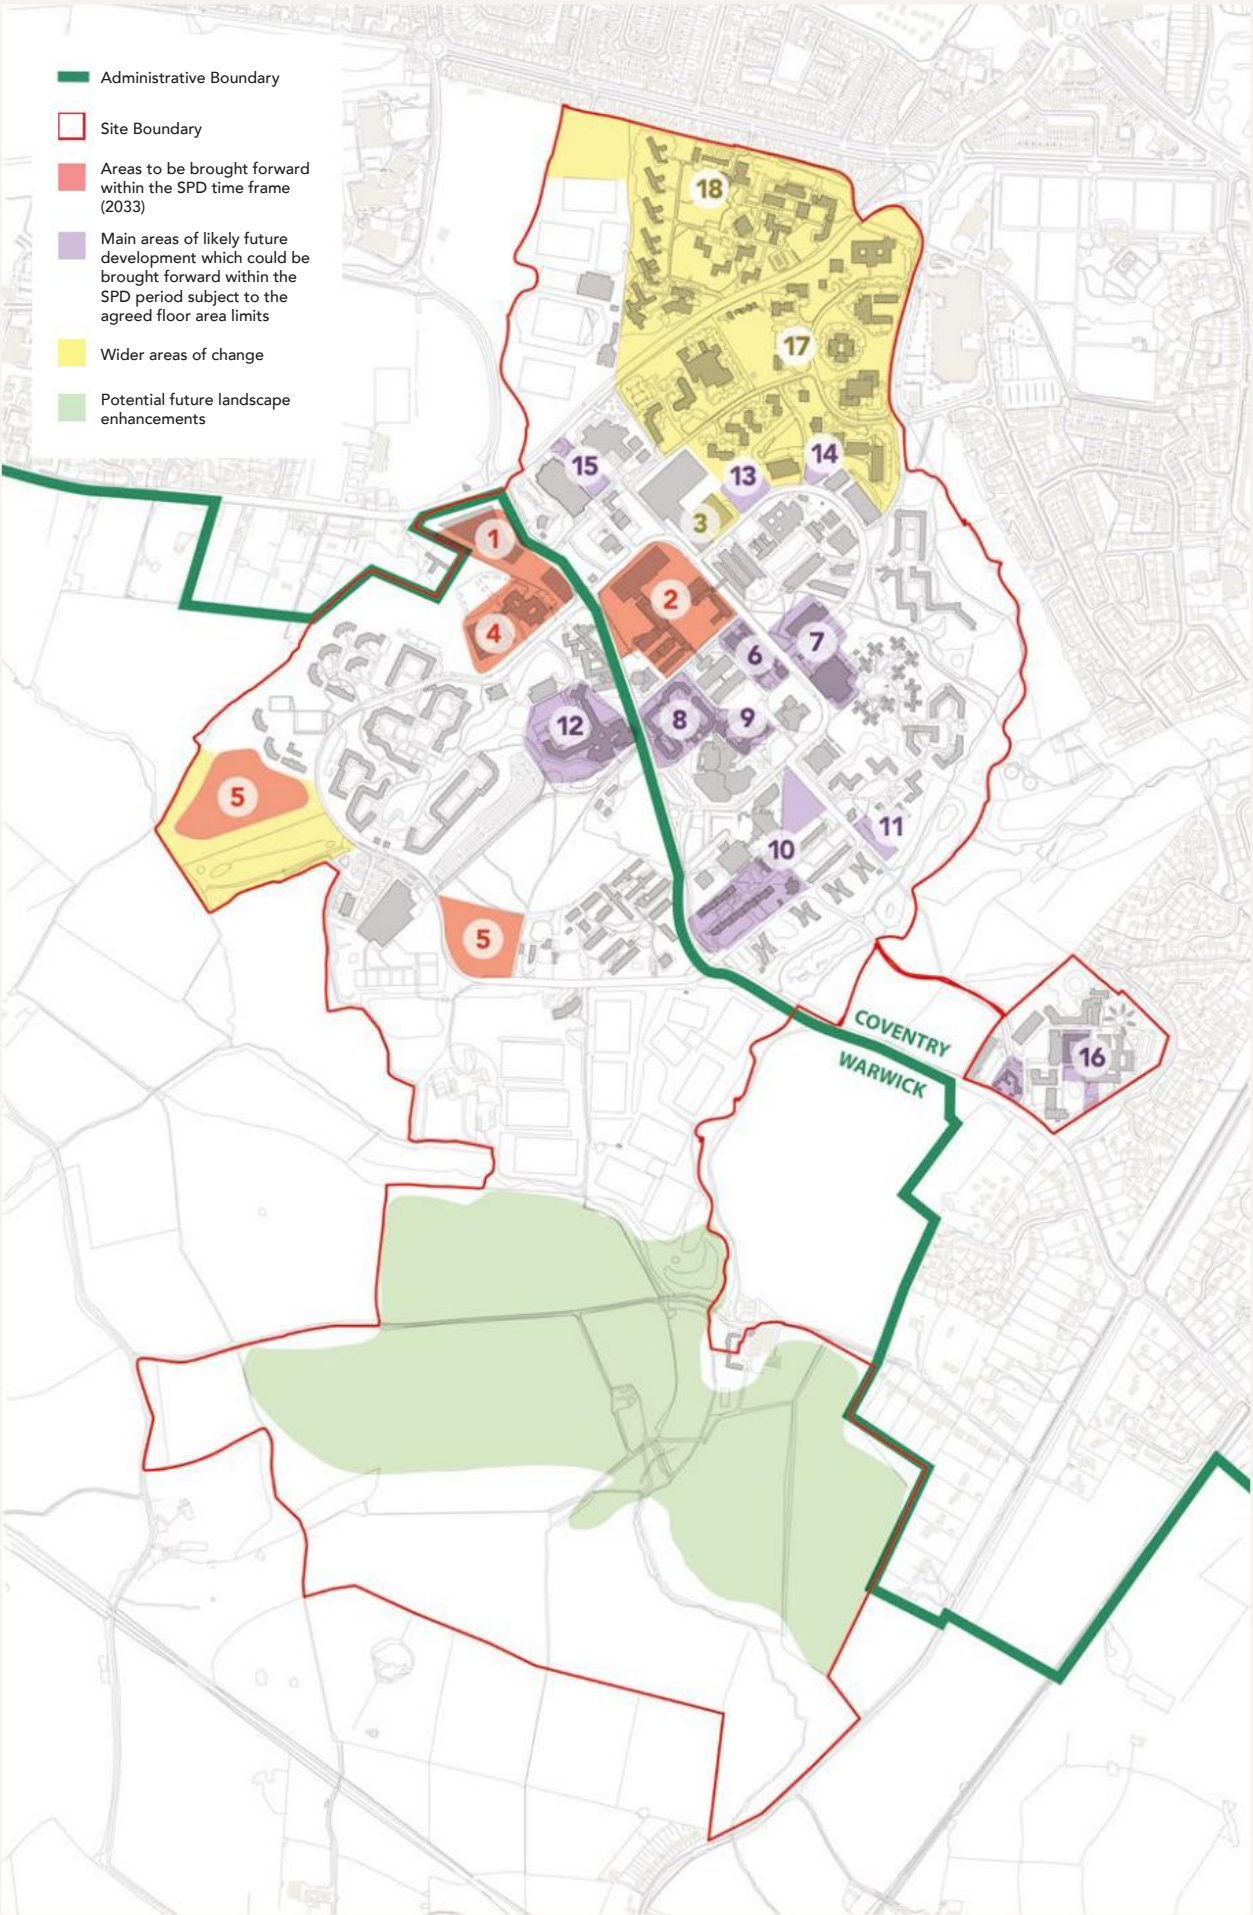 Administrative Boundary
Site Boundary
Areas to be brought forward
within the SPD time frame
(2033)
Main areas of likely future
development which could be
brought forward within the
SPD period subject to the
agreed floor area limits
Wider areas of change
Potential future landscape
enhancements
18
17
15
14
13
3
1
2
4
7
6
12
8
9
5
11
10
5
COVENTRY
WARWICK
16